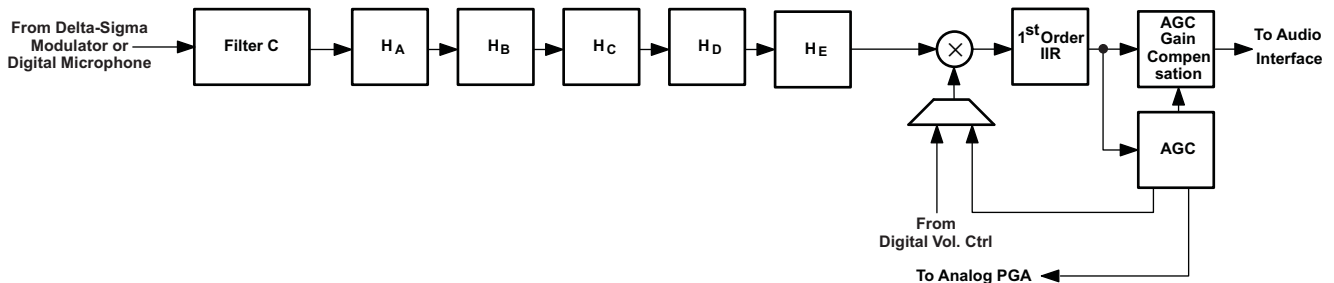 From Delta-Sigma
Modulator or
Digital Microphone
Filter C
HA
HB
HC
HD
HE
×
1st Order
IIR
AGC
Gain
Compen
sation
To Audio
Interface
AGC
From
Digital Vol. Ctrl
To Analog PGA